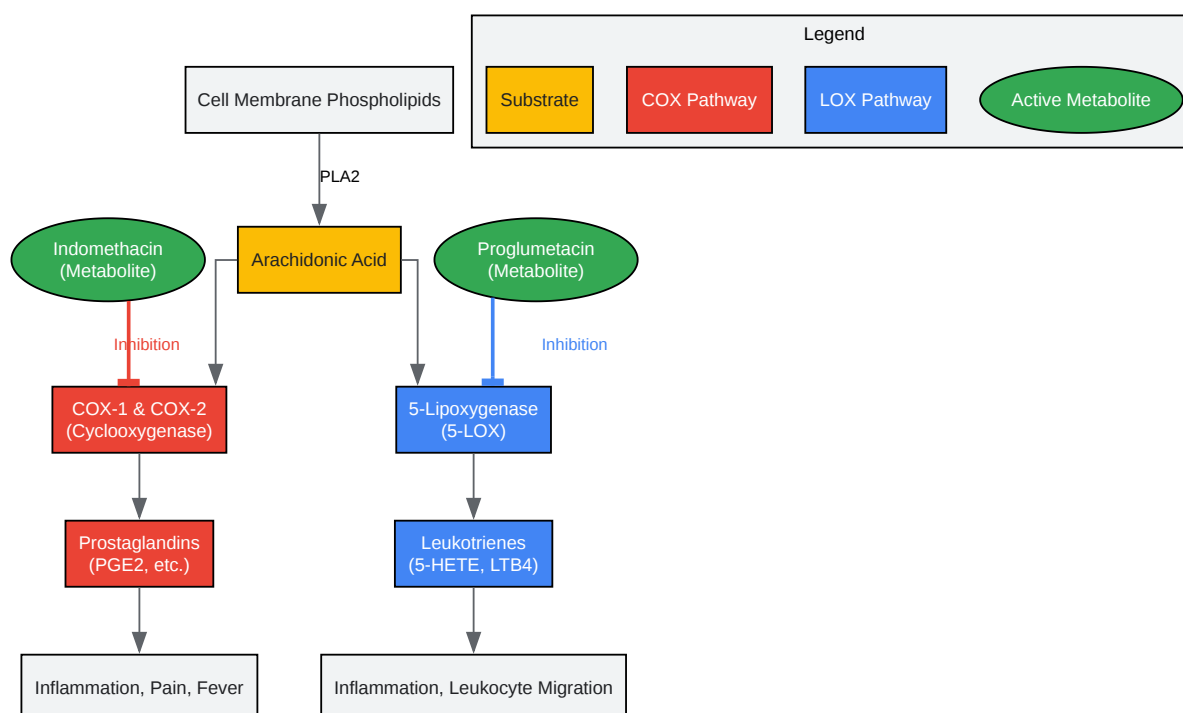 Legend
Substrate
COX Pathway
LOX Pathway
Active Metabolite
Cell Membrane Phospholipids
PLA2
Indomethacin
(Metabolite)
Arachidonic Acid
Proglumetacin
(Metabolite)
Inhibition
Inhibition
COX-1 & COX-2
(Cyclooxygenase)
5-Lipoxygenase
(5-LOX)
Prostaglandins
(PGE2, etc.)
Leukotrienes
(5-HETE, LTB4)
Inflammation, Pain, Fever
Inflammation, Leukocyte Migration